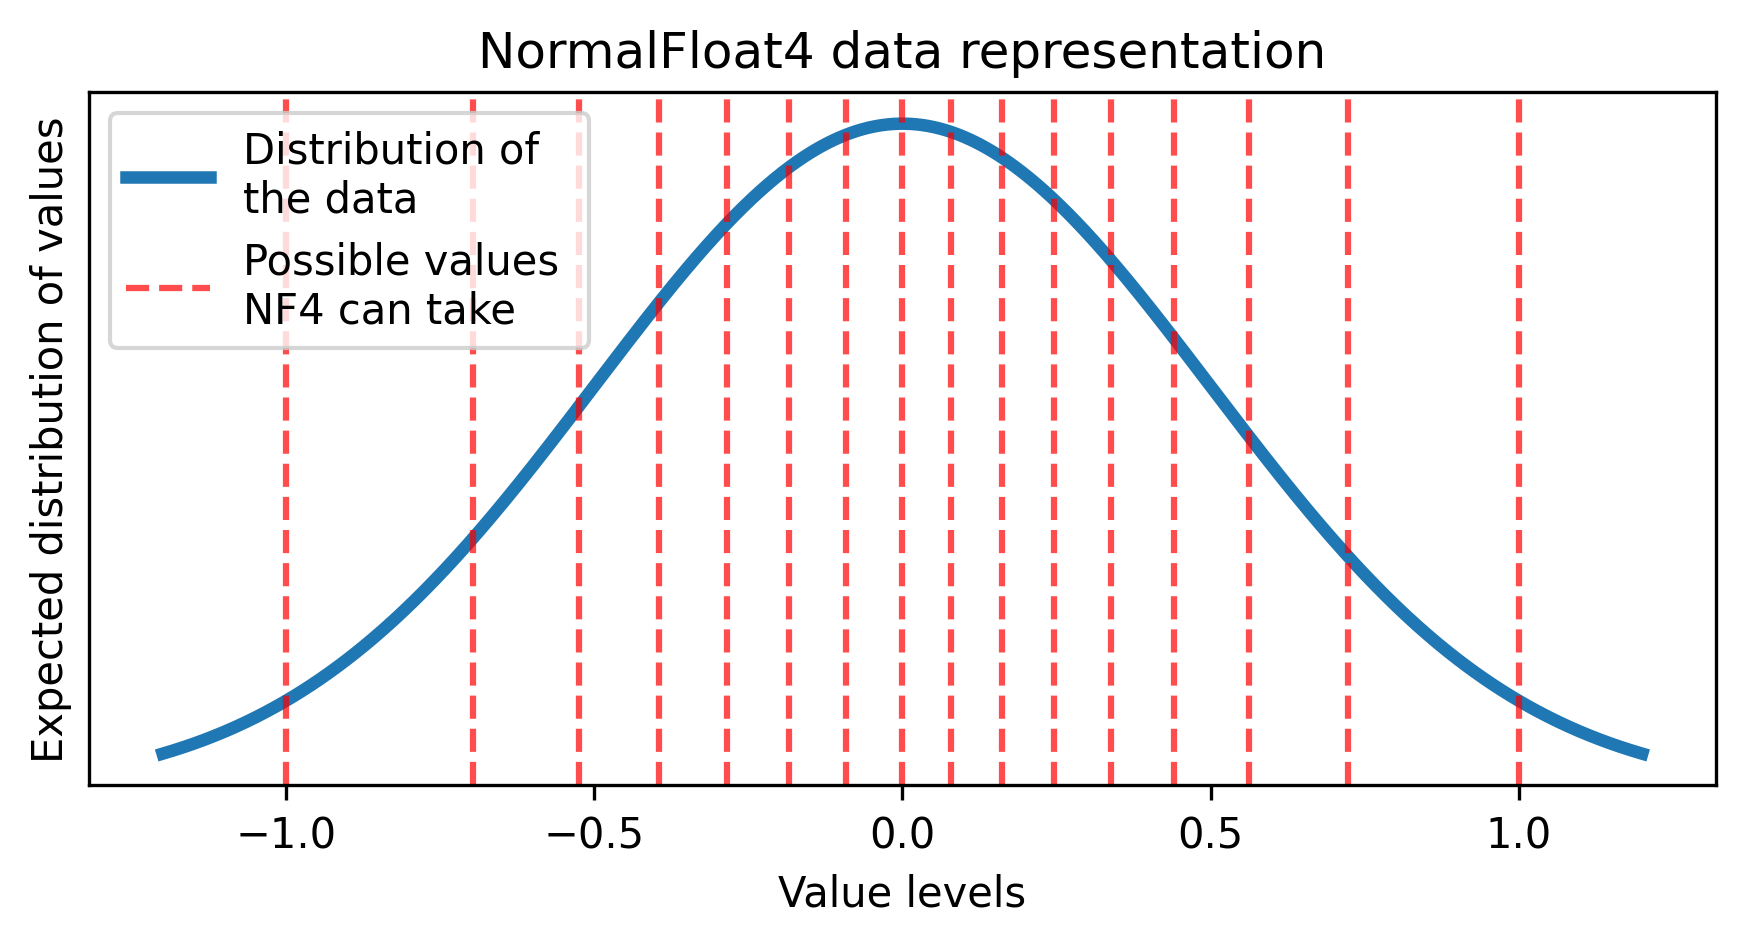 NormalFloat4 data representation
Distribution of
the data
Possible values
NF4 can take
Expected distribution of values
−1.0
−0.5
0.0
0.5
1.0
Value levels